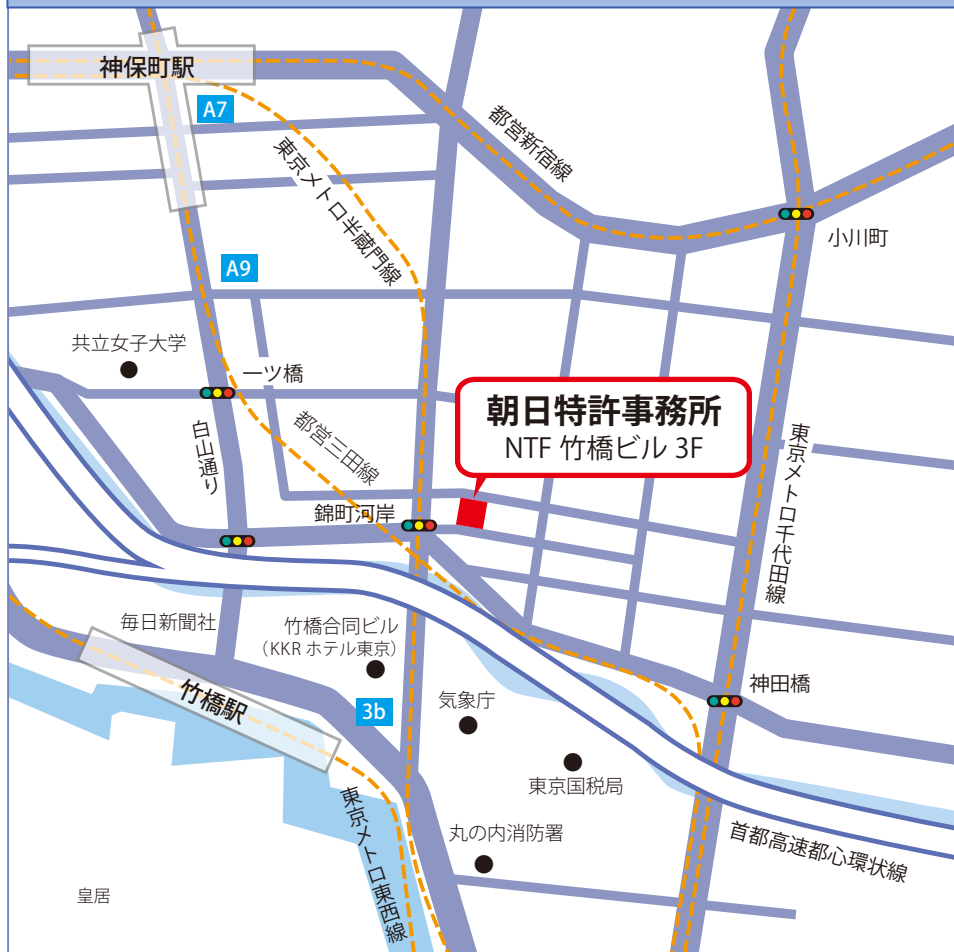 神保町駅
A7
都営新宿線
東京メトロ半蔵門線
小川町
A9
共立女子大学
一ツ橋
朝日特許事務所
NTF 竹橋ビル 3F
白山通り
都営三田線
東京メトロ千代田線
錦町河岸
毎日新聞社
竹橋合同ビル
(KKR ホテル東京)
竹橋駅
3b
気象庁
神田橋
東京国税局
東京メトロ東西線
丸の内消防署
首都高速都心環状線
皇居